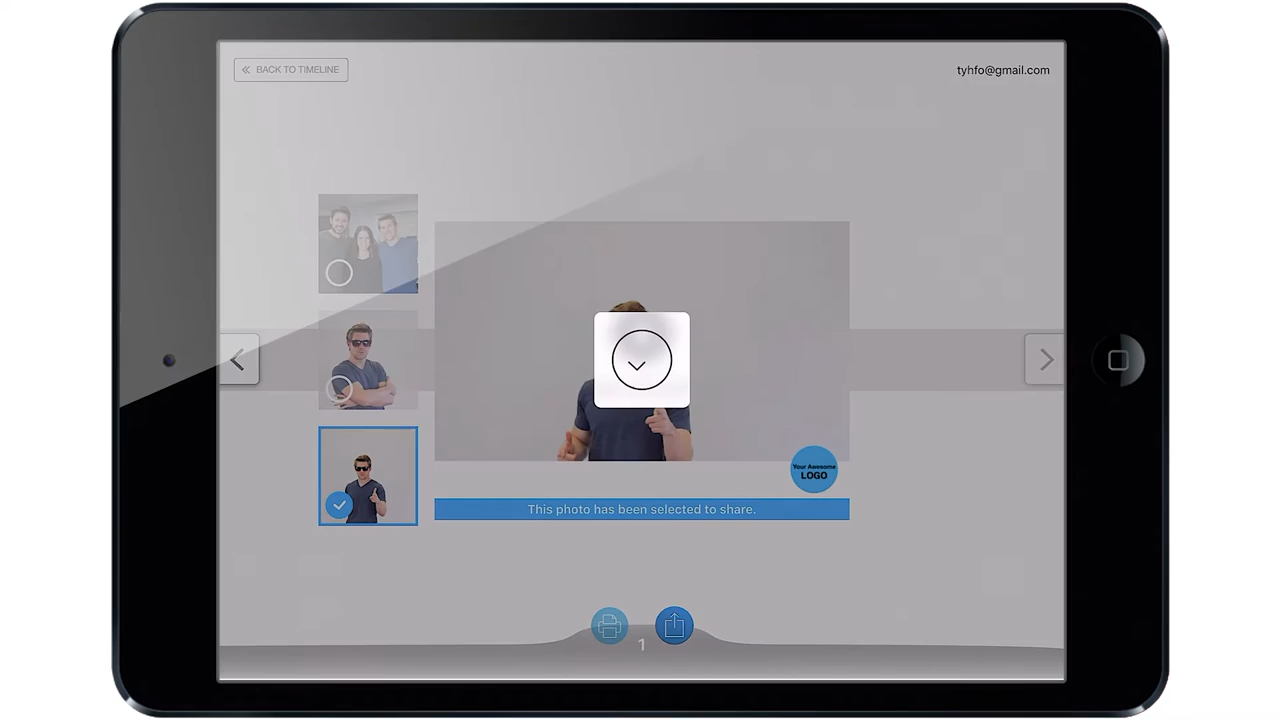 BACK TO TIMELINE
tyhfo@gmail.com
Your Awesome
LOGO
This photo has been selected to share.
1